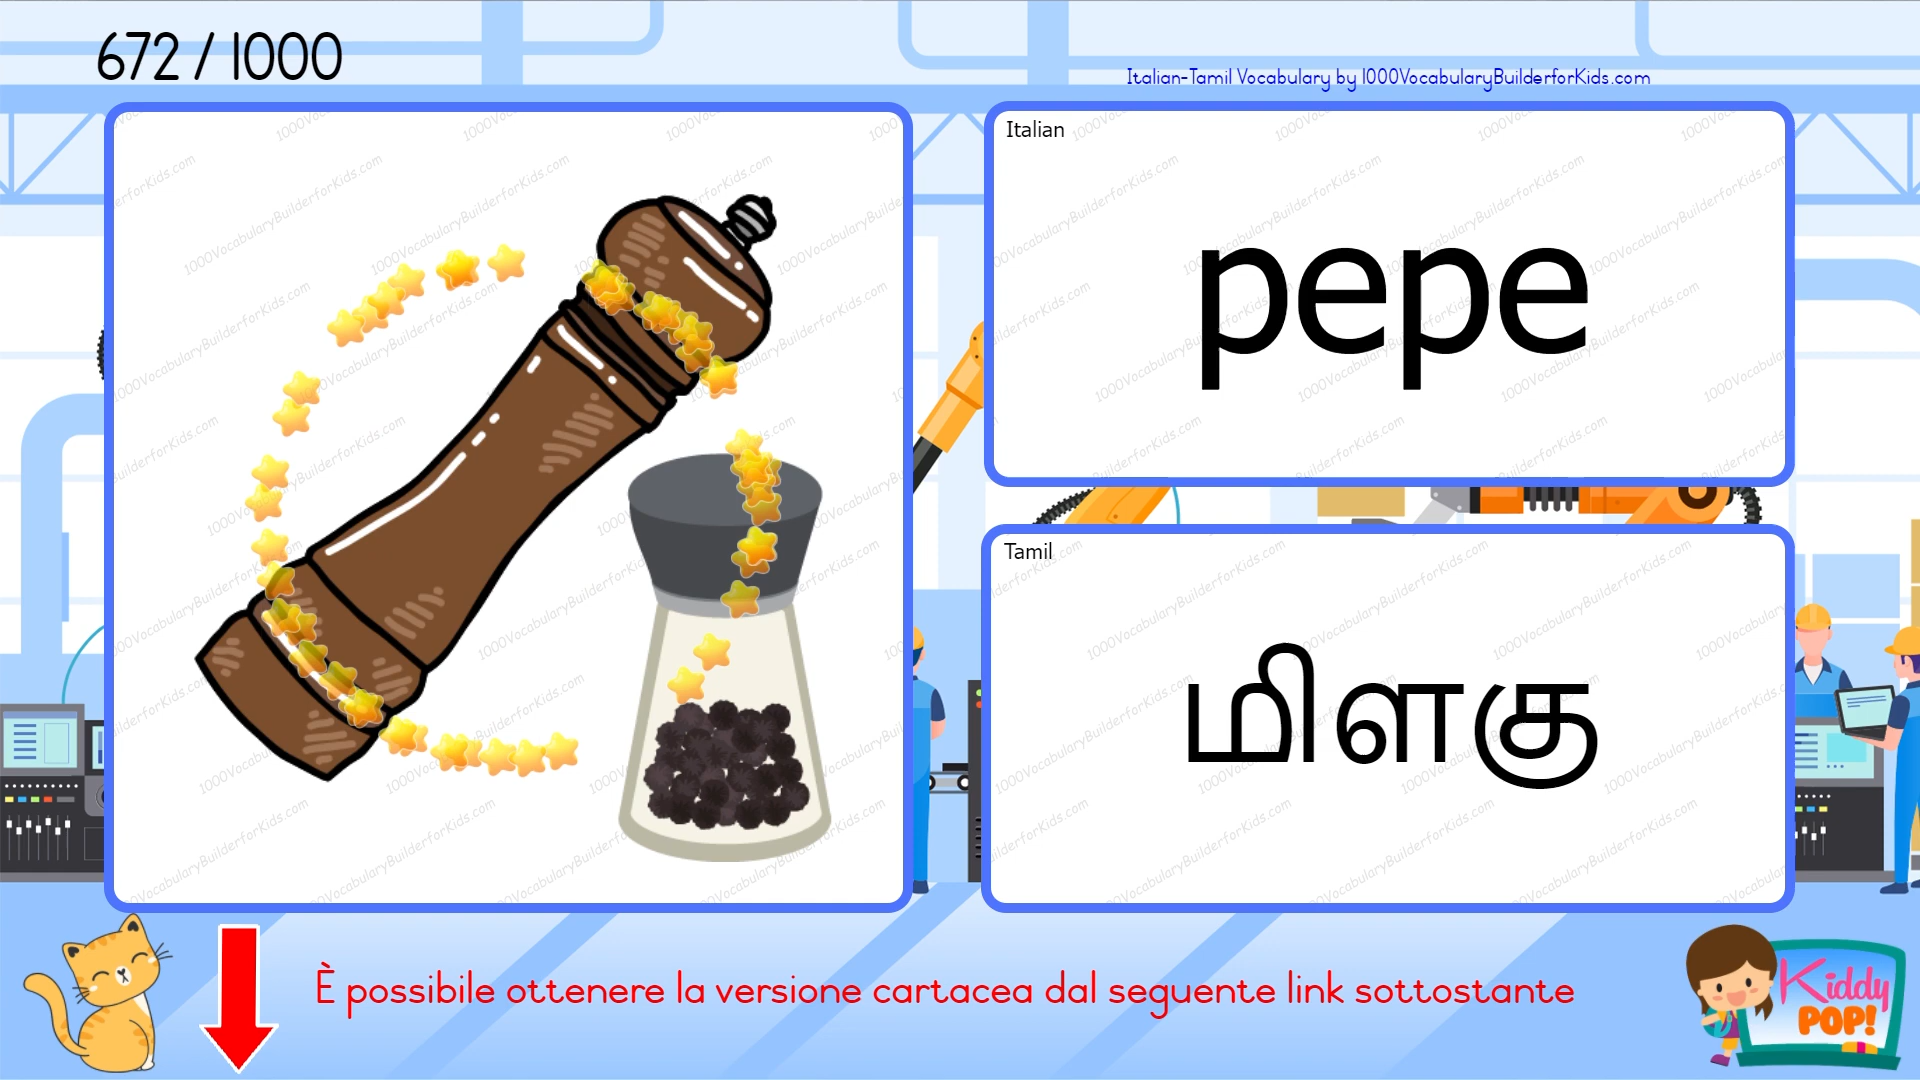 672 / 1000
Italian-Tamil Vocabulary by 1000VocabularyBuilderforKids.com
Italian
pepe
Tamil
மிளகு
È possibile ottenere la versione cartacea dal seguente link sottostante
Kiddy
POP!